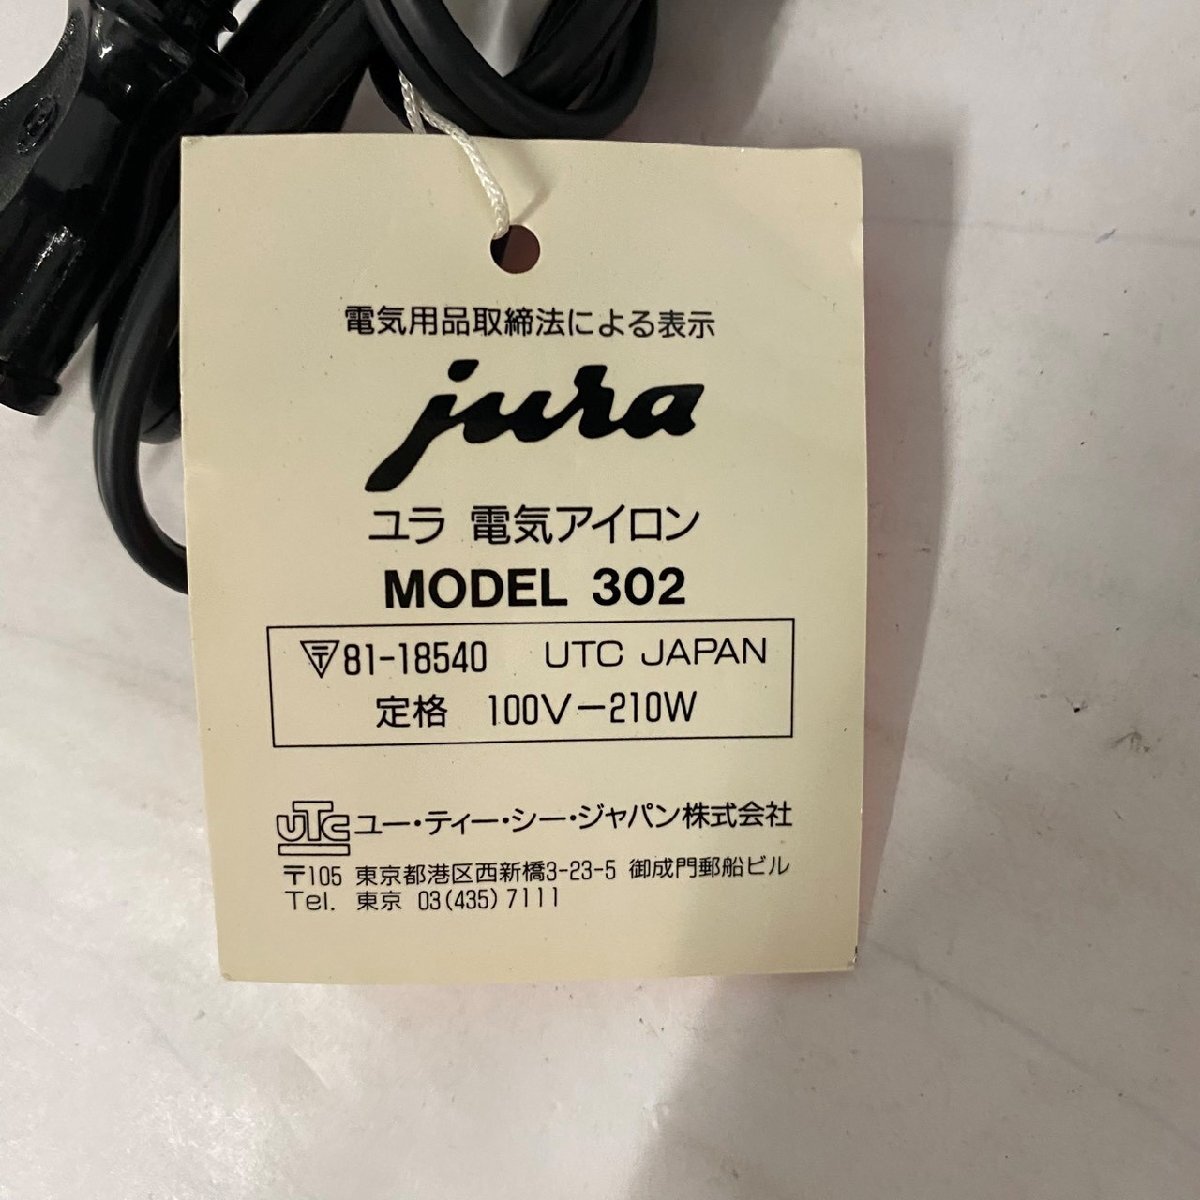 電気用品取締法による表示
jura
ユラ 電気アイロン
MODEL 302
〒81-18540 UTC JAPAN
定格 100V－210W
UTC ユー・ティー・シー・ジャパン株式会社
〒105 東京都港区西新橋3-23-5 御成門郵船ビル
Tel. 東京 03(435)7111